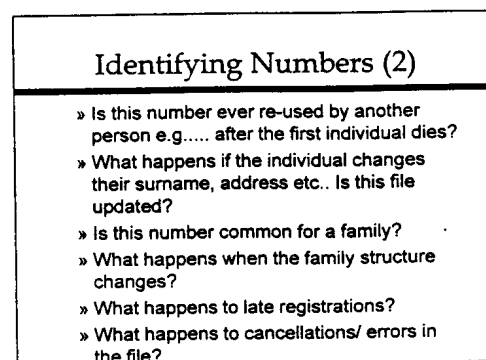 Identifying Numbers (2)
» Is this number ever re-used by another
person e.g..... after the first individual dies?
» What happens if the individual changes
their surname, address etc.. Is this file
updated?
» Is this number common for a family?
» What happens when the family structure
changes?
» What happens to late registrations?
» What happens to cancellations/ errors in
the file?